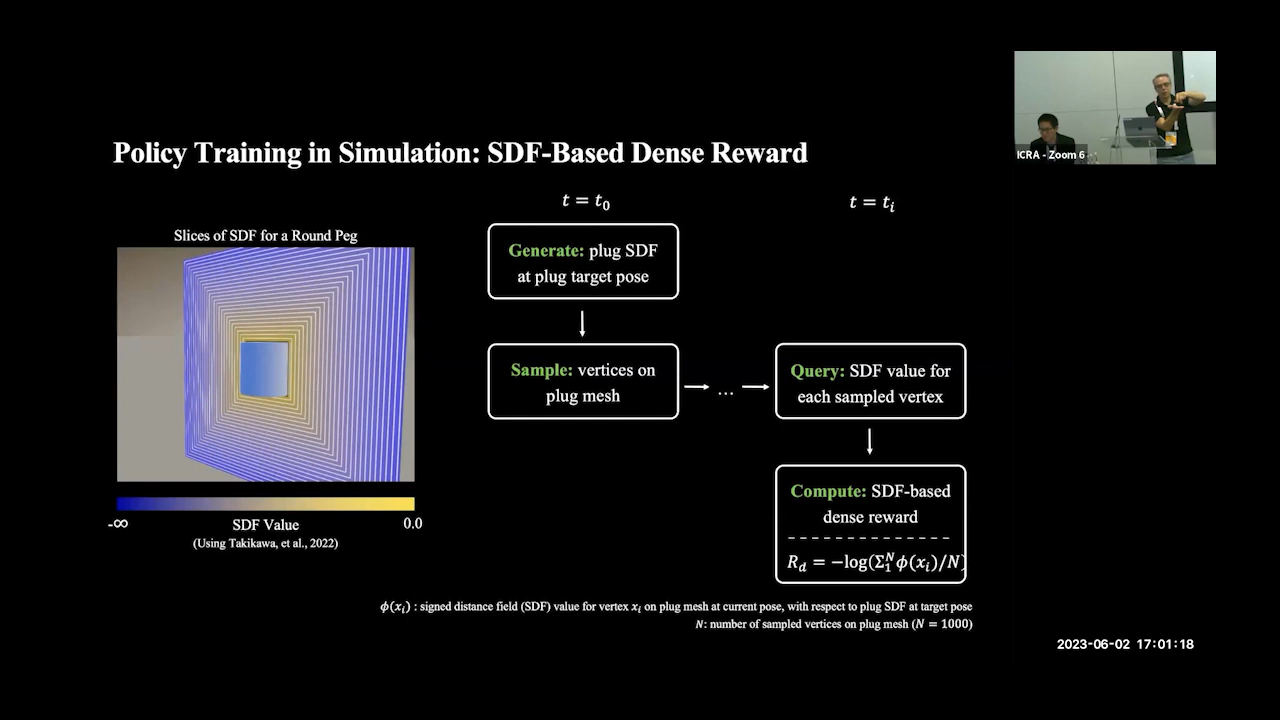 Policy Training in Simulation: SDF-Based Dense Reward
ICRA - Zoom 6
t = t₀
t = tᵢ
Slices of SDF for a Round Peg
Generate: plug SDF
at plug target pose
Sample: vertices on
plug mesh
...
Query: SDF value for
each sampled vertex
Compute: SDF-based
dense reward
R_d = −log(Σ₁ᴺ ϕ(xᵢ)/N)
-∞
SDF Value
0.0
(Using Takikawa, et al., 2022)
ϕ(xᵢ) : signed distance field (SDF) value for vertex xᵢ on plug mesh at current pose, with respect to plug SDF at target pose
N: number of sampled vertices on plug mesh (N = 1000)
2023-06-02 17:01:18